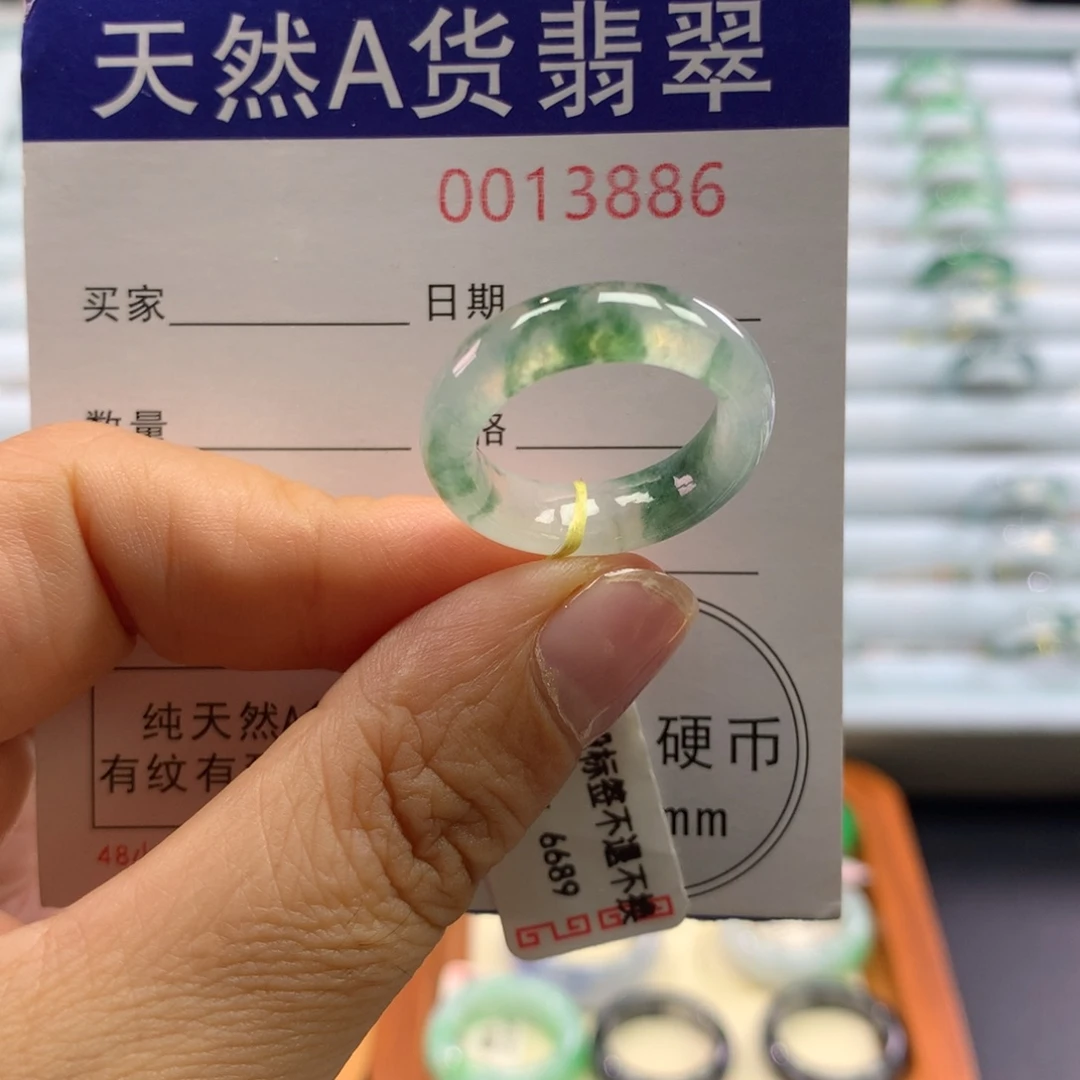 天然A货翡翠
0013886
买家 日期
数量 格
纯天然A
有纹有
硬币
mm
48
标签不退不换
6689